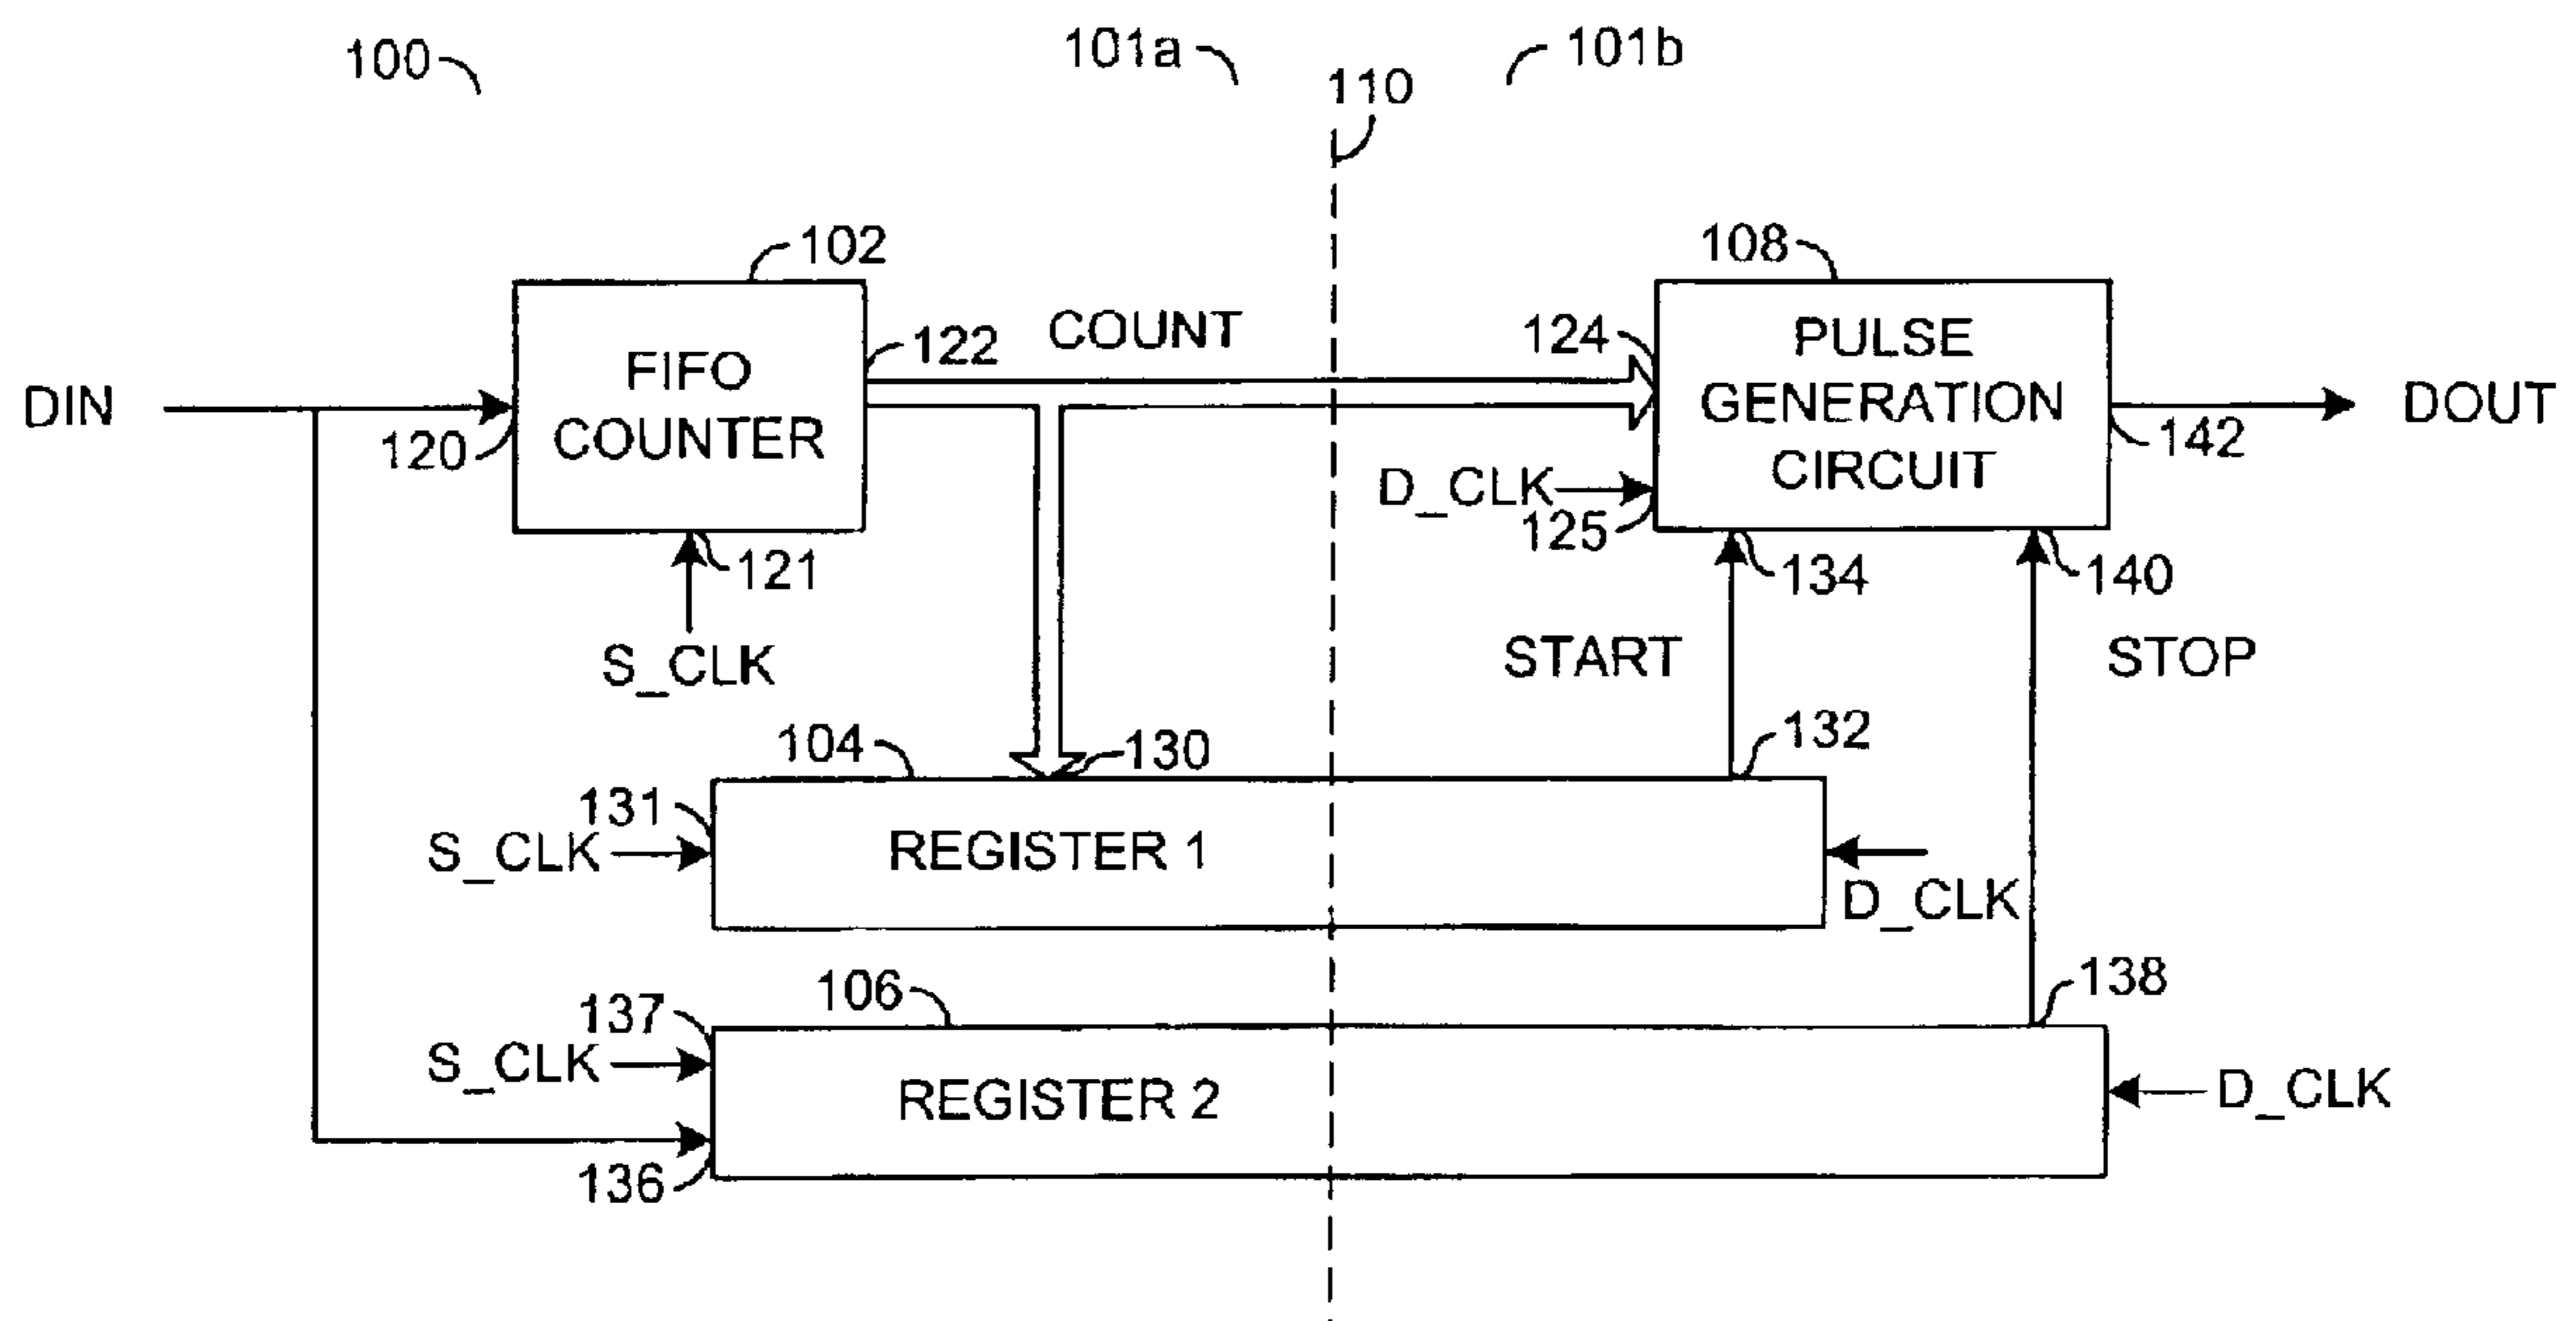 100
101a
101b
110
102
108
DIN
120
FIFO
COUNTER
122
COUNT
124
PULSE
GENERATION
CIRCUIT
142
DOUT
D_CLK
125
121
S_CLK
134
140
START
STOP
104
130
132
131
S_CLK
REGISTER 1
D_CLK
106
138
137
S_CLK
REGISTER 2
D_CLK
136